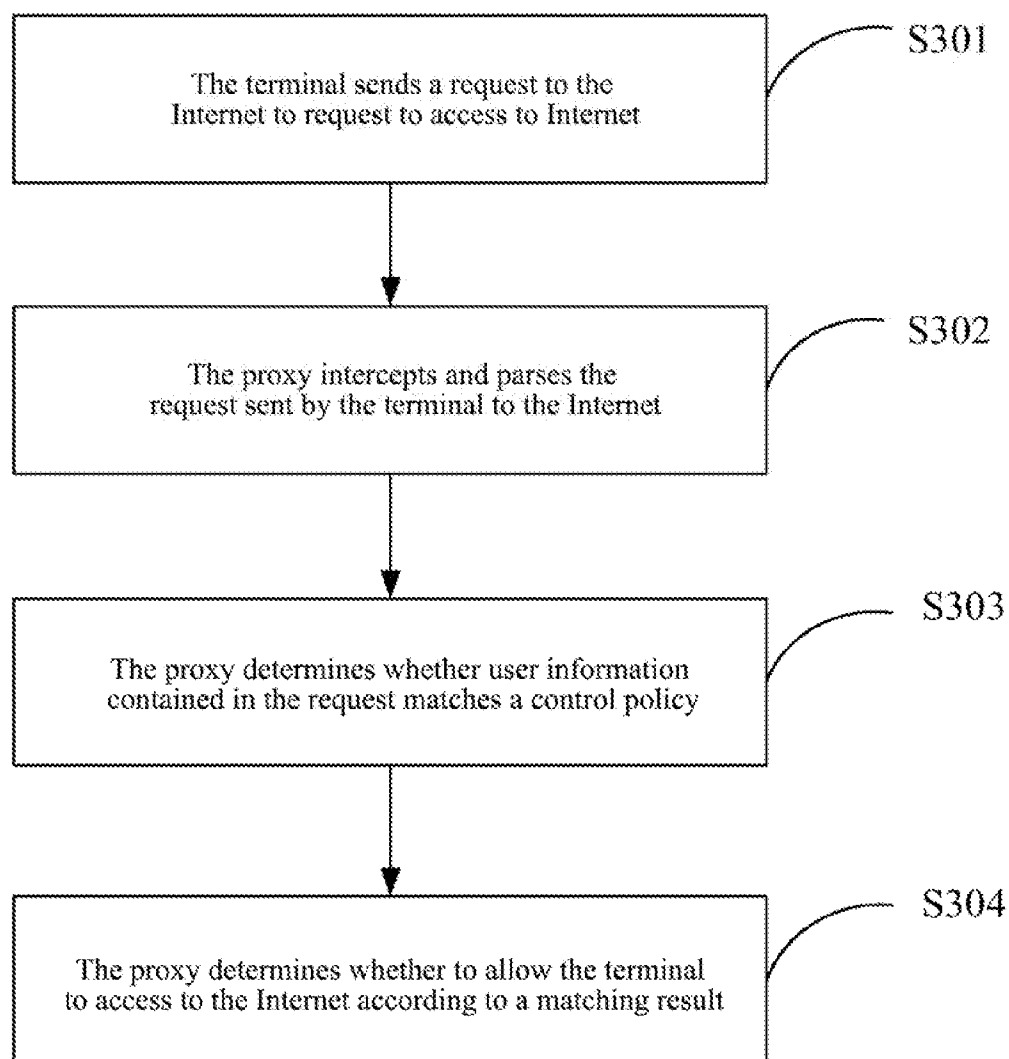 S301
The terminal sends a request to the
Internet to request to access to Internet
S302
The proxy intercepts and parses the
request sent by the terminal to the Internet
S303
The proxy determines whether user information
contained in the request matches a control policy
S304
The proxy determines whether to allow the terminal
to access to the Internet according to a matching result